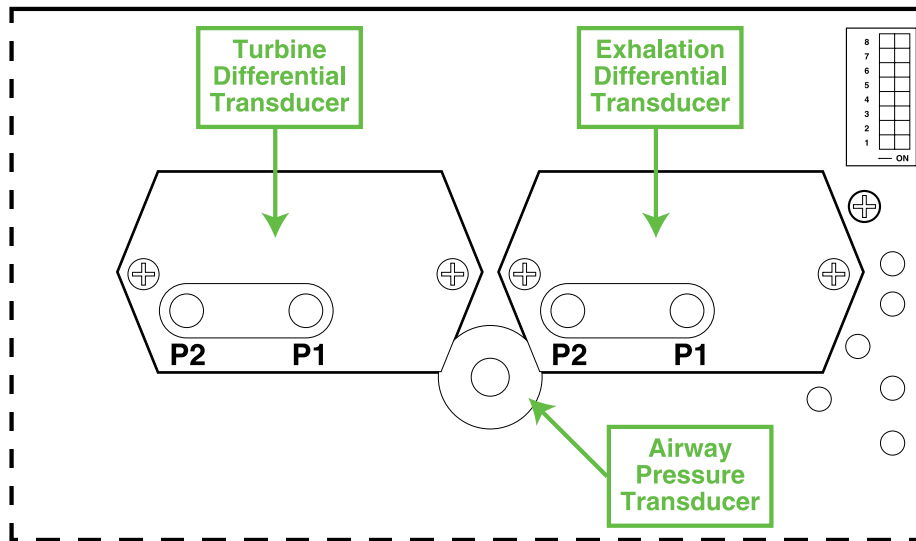 Turbine
Differential
Transducer
Exhalation
Differential
Transducer
8
7
6
5
4
3
2
1
— ON
P2 P1
P2 P1
Airway
Pressure
Transducer